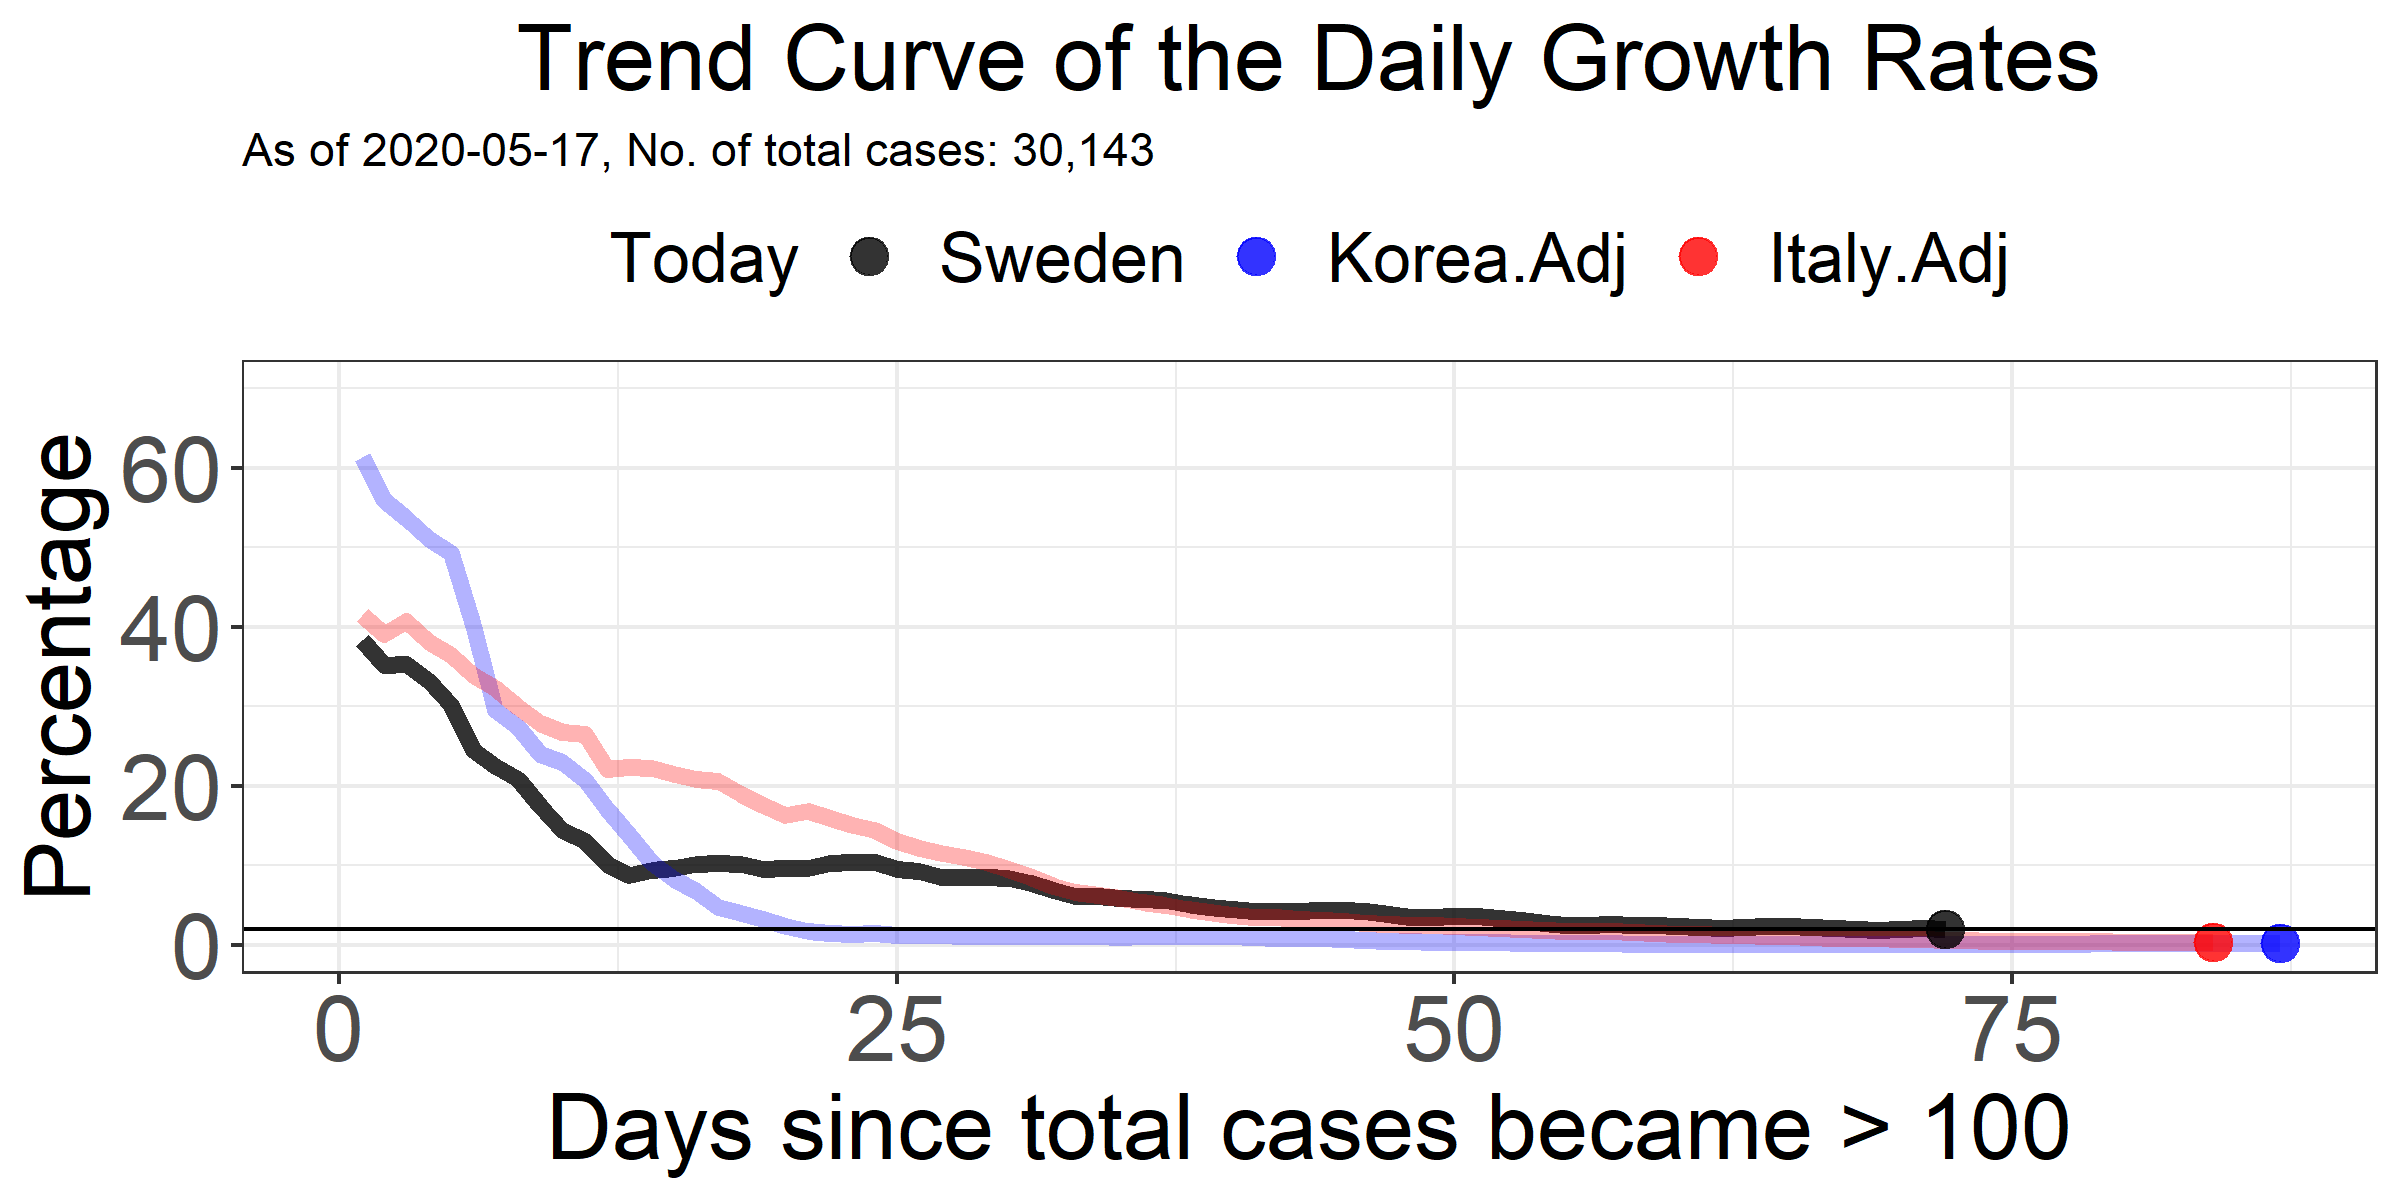 Trend Curve of the Daily Growth Rates
As of 2020-05-17, No. of total cases: 30,143
Today Sweden Korea.Adj Italy.Adj
Percentage
60
40
20
0
0 25 50 75
Days since total cases became > 100